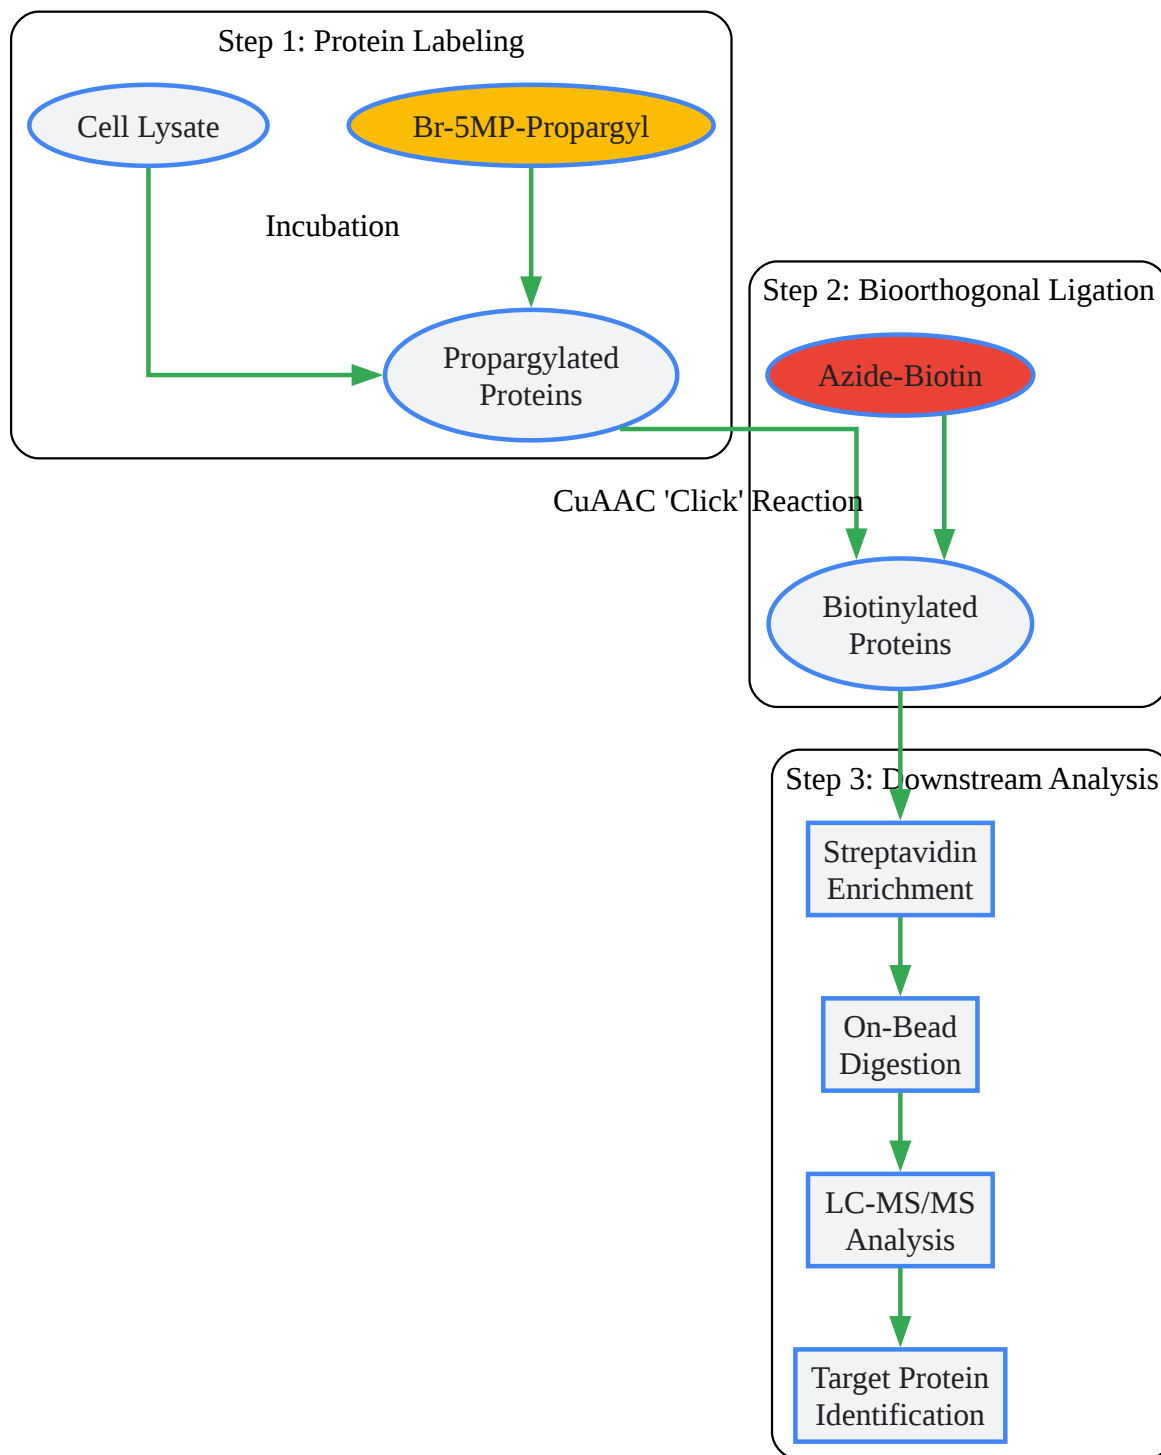 Step 1: Protein Labeling
Cell Lysate
Br-5MP-Propargyl
Incubation
Propargylated
Proteins
Step 2: Bioorthogonal Ligation
Azide-Biotin
CuAAC 'Click' Reaction
Biotinylated
Proteins
Step 3: Downstream Analysis
Streptavidin
Enrichment
On-Bead
Digestion
LC-MS/MS
Analysis
Target Protein
Identification